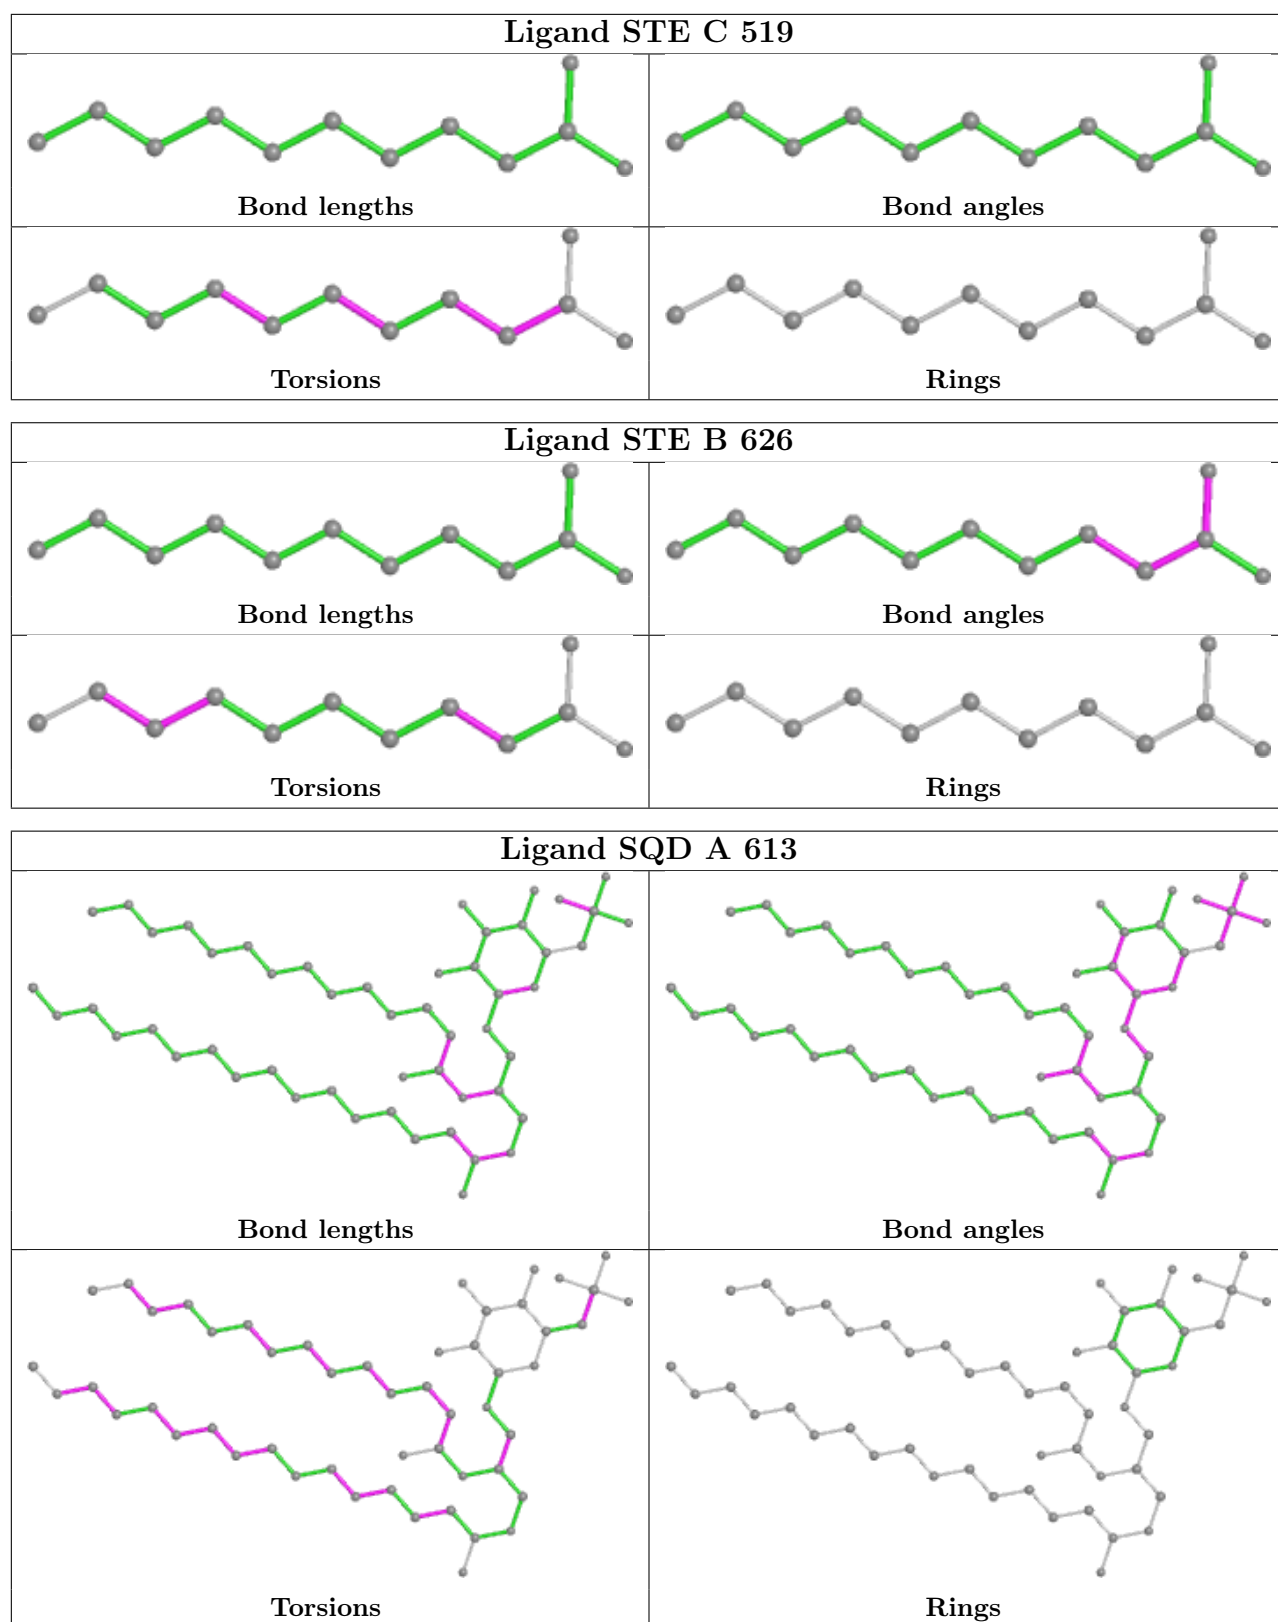 Ligand STE C 519
Bond lengths
Bond angles
Torsions
Rings
Ligand STE B 626
Bond lengths
Bond angles
Torsions
Rings
Ligand SQD A 613
Bond lengths
Bond angles
Torsions
Rings